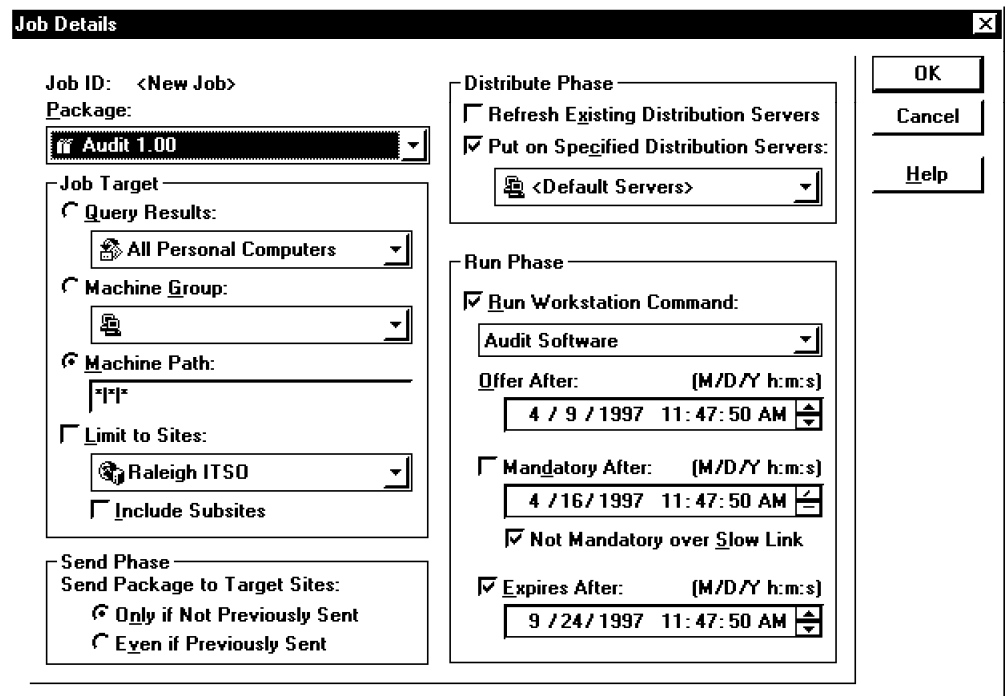 Job Details
Job ID: <New Job>
Package:
Audit 1.00
Job Target
Query Results:
All Personal Computers
Machine Group:
Machine Path:
*|*|*
Limit to Sites:
Raleigh ITSO
Include Subsites
Send Phase
Send Package to Target Sites:
Only if Not Previously Sent
Even if Previously Sent
Distribute Phase
Refresh Existing Distribution Servers
Put on Specified Distribution Servers:
<Default Servers>
Run Phase
Run Workstation Command:
Audit Software
Offer After: (M/D/Y h:m:s)
4 / 9 / 1997 11:47:50 AM
Mandatory After: (M/D/Y h:m:s)
4 /16/ 1997 11:47:50 AM
Not Mandatory over Slow Link
Expires After: (M/D/Y h:m:s)
9 /24/ 1997 11:47:50 AM
OK
Cancel
Help